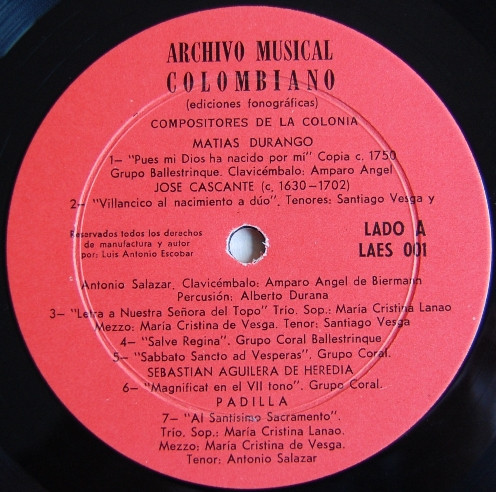 ARCHIVO MUSICAL
COLOMBIANO
(ediciones fonográficas)
COMPOSITORES DE LA COLONIA
MATIAS DURANGO
1— "Pues mi Dios ha nacido por mi" Copia c. 1750
Grupo Ballestrinque. Clavicémbalo: Amparo Angel
JOSE CASCANTE (c, 1630-1702)
2— "Villancico al nacimiento a dúo". Tenores: Santiago Vesga y
Reservados todos los derechos
de manufactura y autor
por: Luis Antonio Escobar
LADO A
LAES 001
Antonio Salazar. Clavicémbalo: Amparo Angel de Biermann
Percusión: Alberto Durana
3— "Letra a Nuestra Señora del Topo" Trío. Sop.: María Cristina Lanao
Mezzo: María Cristina de Vesga. Tenor: Santiago Vesga
4— "Salve Regina". Grupo Coral Ballestrinque
5— "Sabbato Sancto ad Vesperas". Grupo Coral.
SEBASTIAN AGUILERA DE HEREDIA
6— "Magnificat en el VII tono". Grupo Coral.
PADILLA
7— "Al Santísimo Sacramento".
Trío. Sop.: María Cristina Lanao.
Mezzo: María Cristina de Vesga.
Tenor: Antonio Salazar